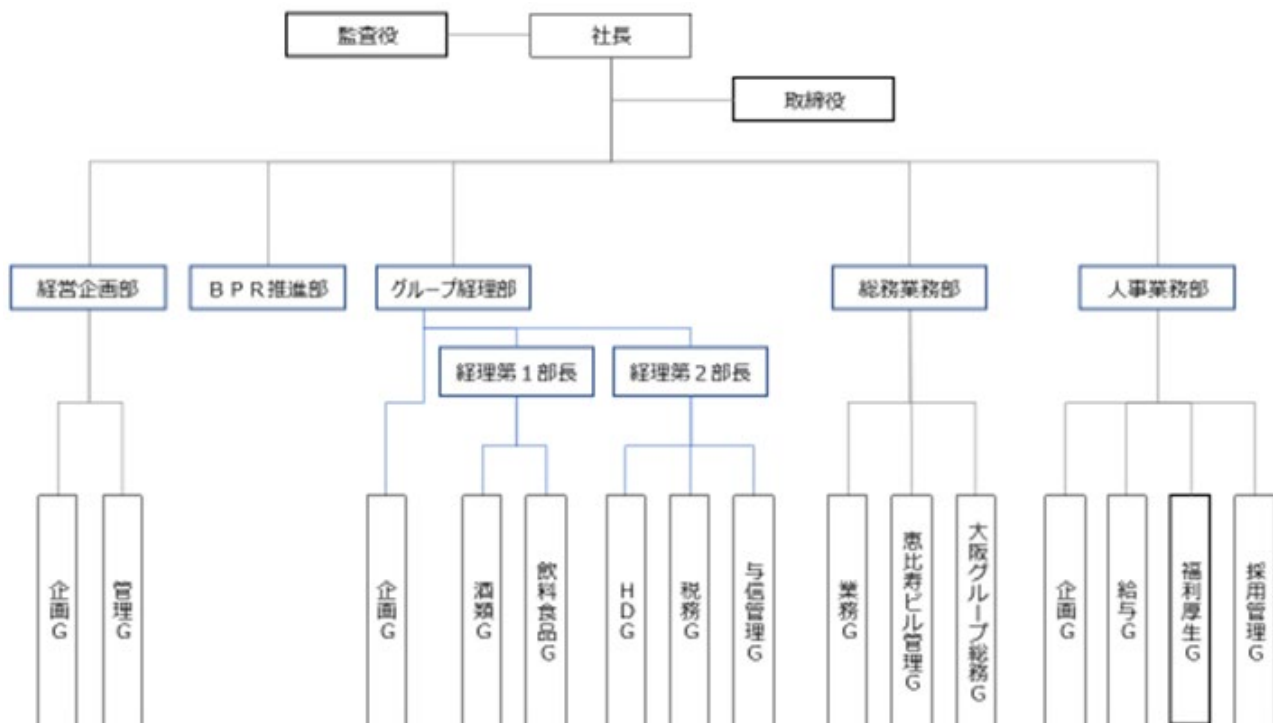 監査役
社長
取締役
経営企画部
BPR推進部
グループ経理部
総務業務部
人事業務部
経理第1部長
経理第2部長
企画G
管理G
企画G
酒類G
飲料食品G
HDG
税務G
与信管理G
業務G
恵比寿ビル管理G
大阪グループ総務G
企画G
給与G
福利厚生G
採用管理G